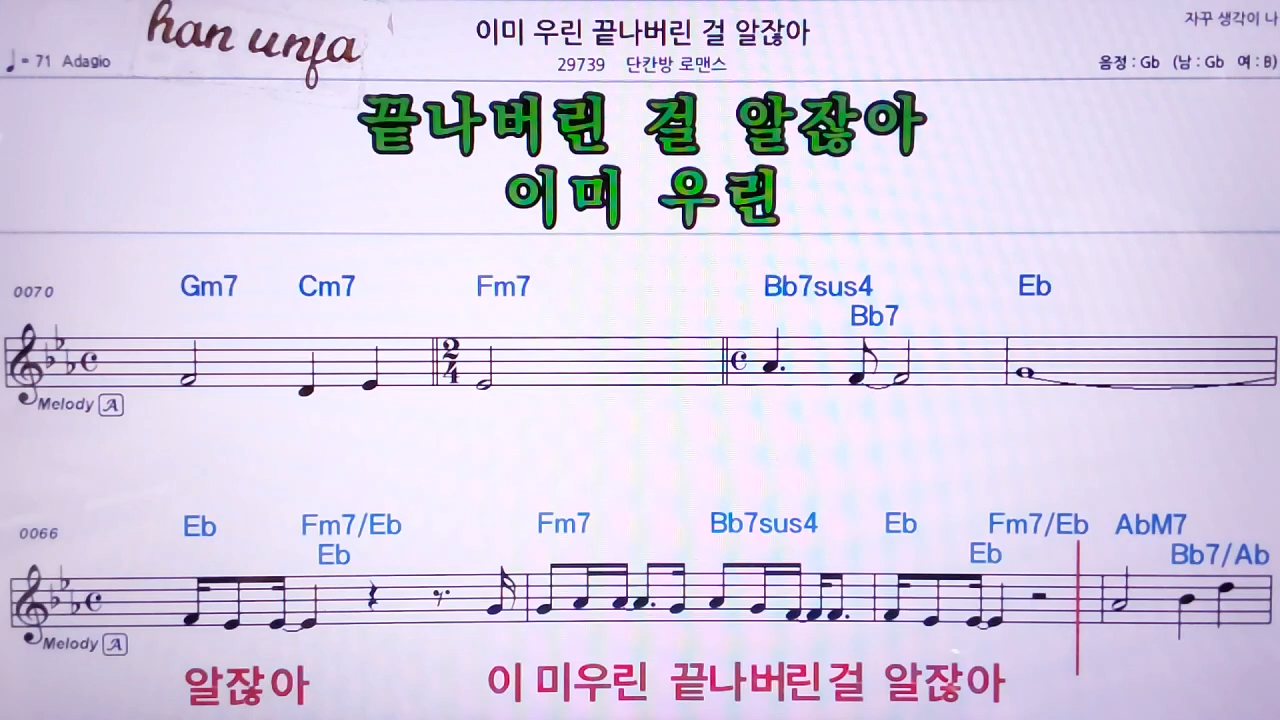 han unfa
이미 우린 끝나버린 걸 알잖아
자꾸 생각이 나
♩= 71 Adagio
29739 단칸방 로맨스
음정 : Gb (남 : Gb 여 : B)
끝나버린 걸 알잖아
이미 우린
0070 Gm7 Cm7 Fm7 Bb7sus4 Eb
Bb7
2/4
Melody A
0066 Eb Fm7/Eb Fm7 Bb7sus4 Eb Fm7/Eb AbM7
Eb Eb Bb7/Ab
Melody A
알잖아 이 미우린 끝나버린걸 알잖아